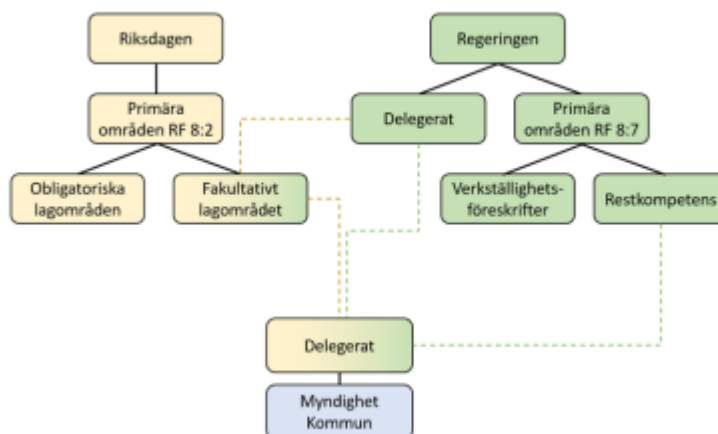 Riksdagen
Regeringen
Primära
områden RF 8:2
Delegerat
Primära
områden RF 8:7
Obligatoriska
lagområden
Fakultativt
lagområdet
Verkställighets-
föreskrifter
Restkompetens
Delegerat
Myndighet
Kommun